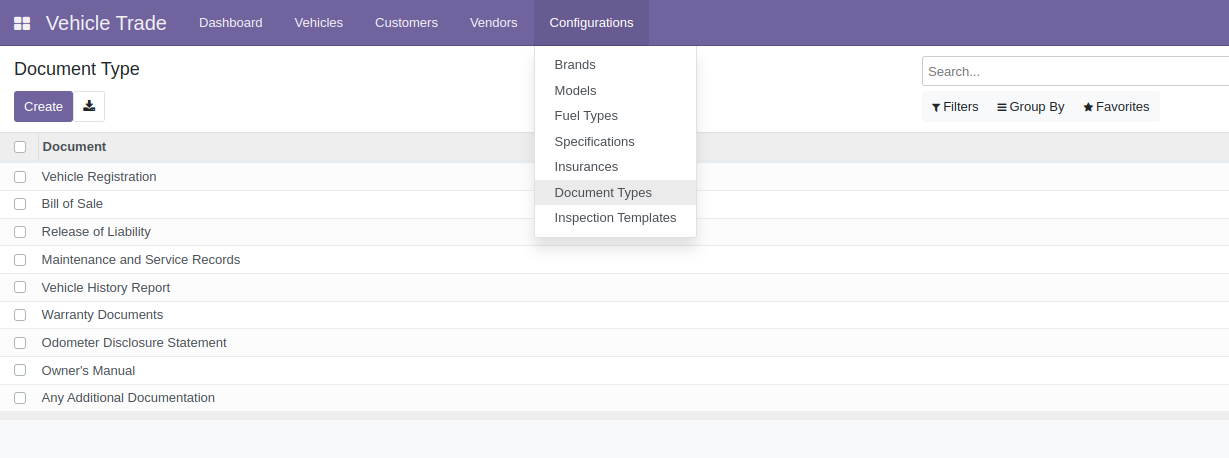 Vehicle Trade Dashboard Vehicles Customers Vendors Configurations
Document Type
Search...
Create
Filters Group By Favorites
Brands
Models
Fuel Types
Specifications
Insurances
Document Types
Inspection Templates
Document
Vehicle Registration
Bill of Sale
Release of Liability
Maintenance and Service Records
Vehicle History Report
Warranty Documents
Odometer Disclosure Statement
Owner's Manual
Any Additional Documentation